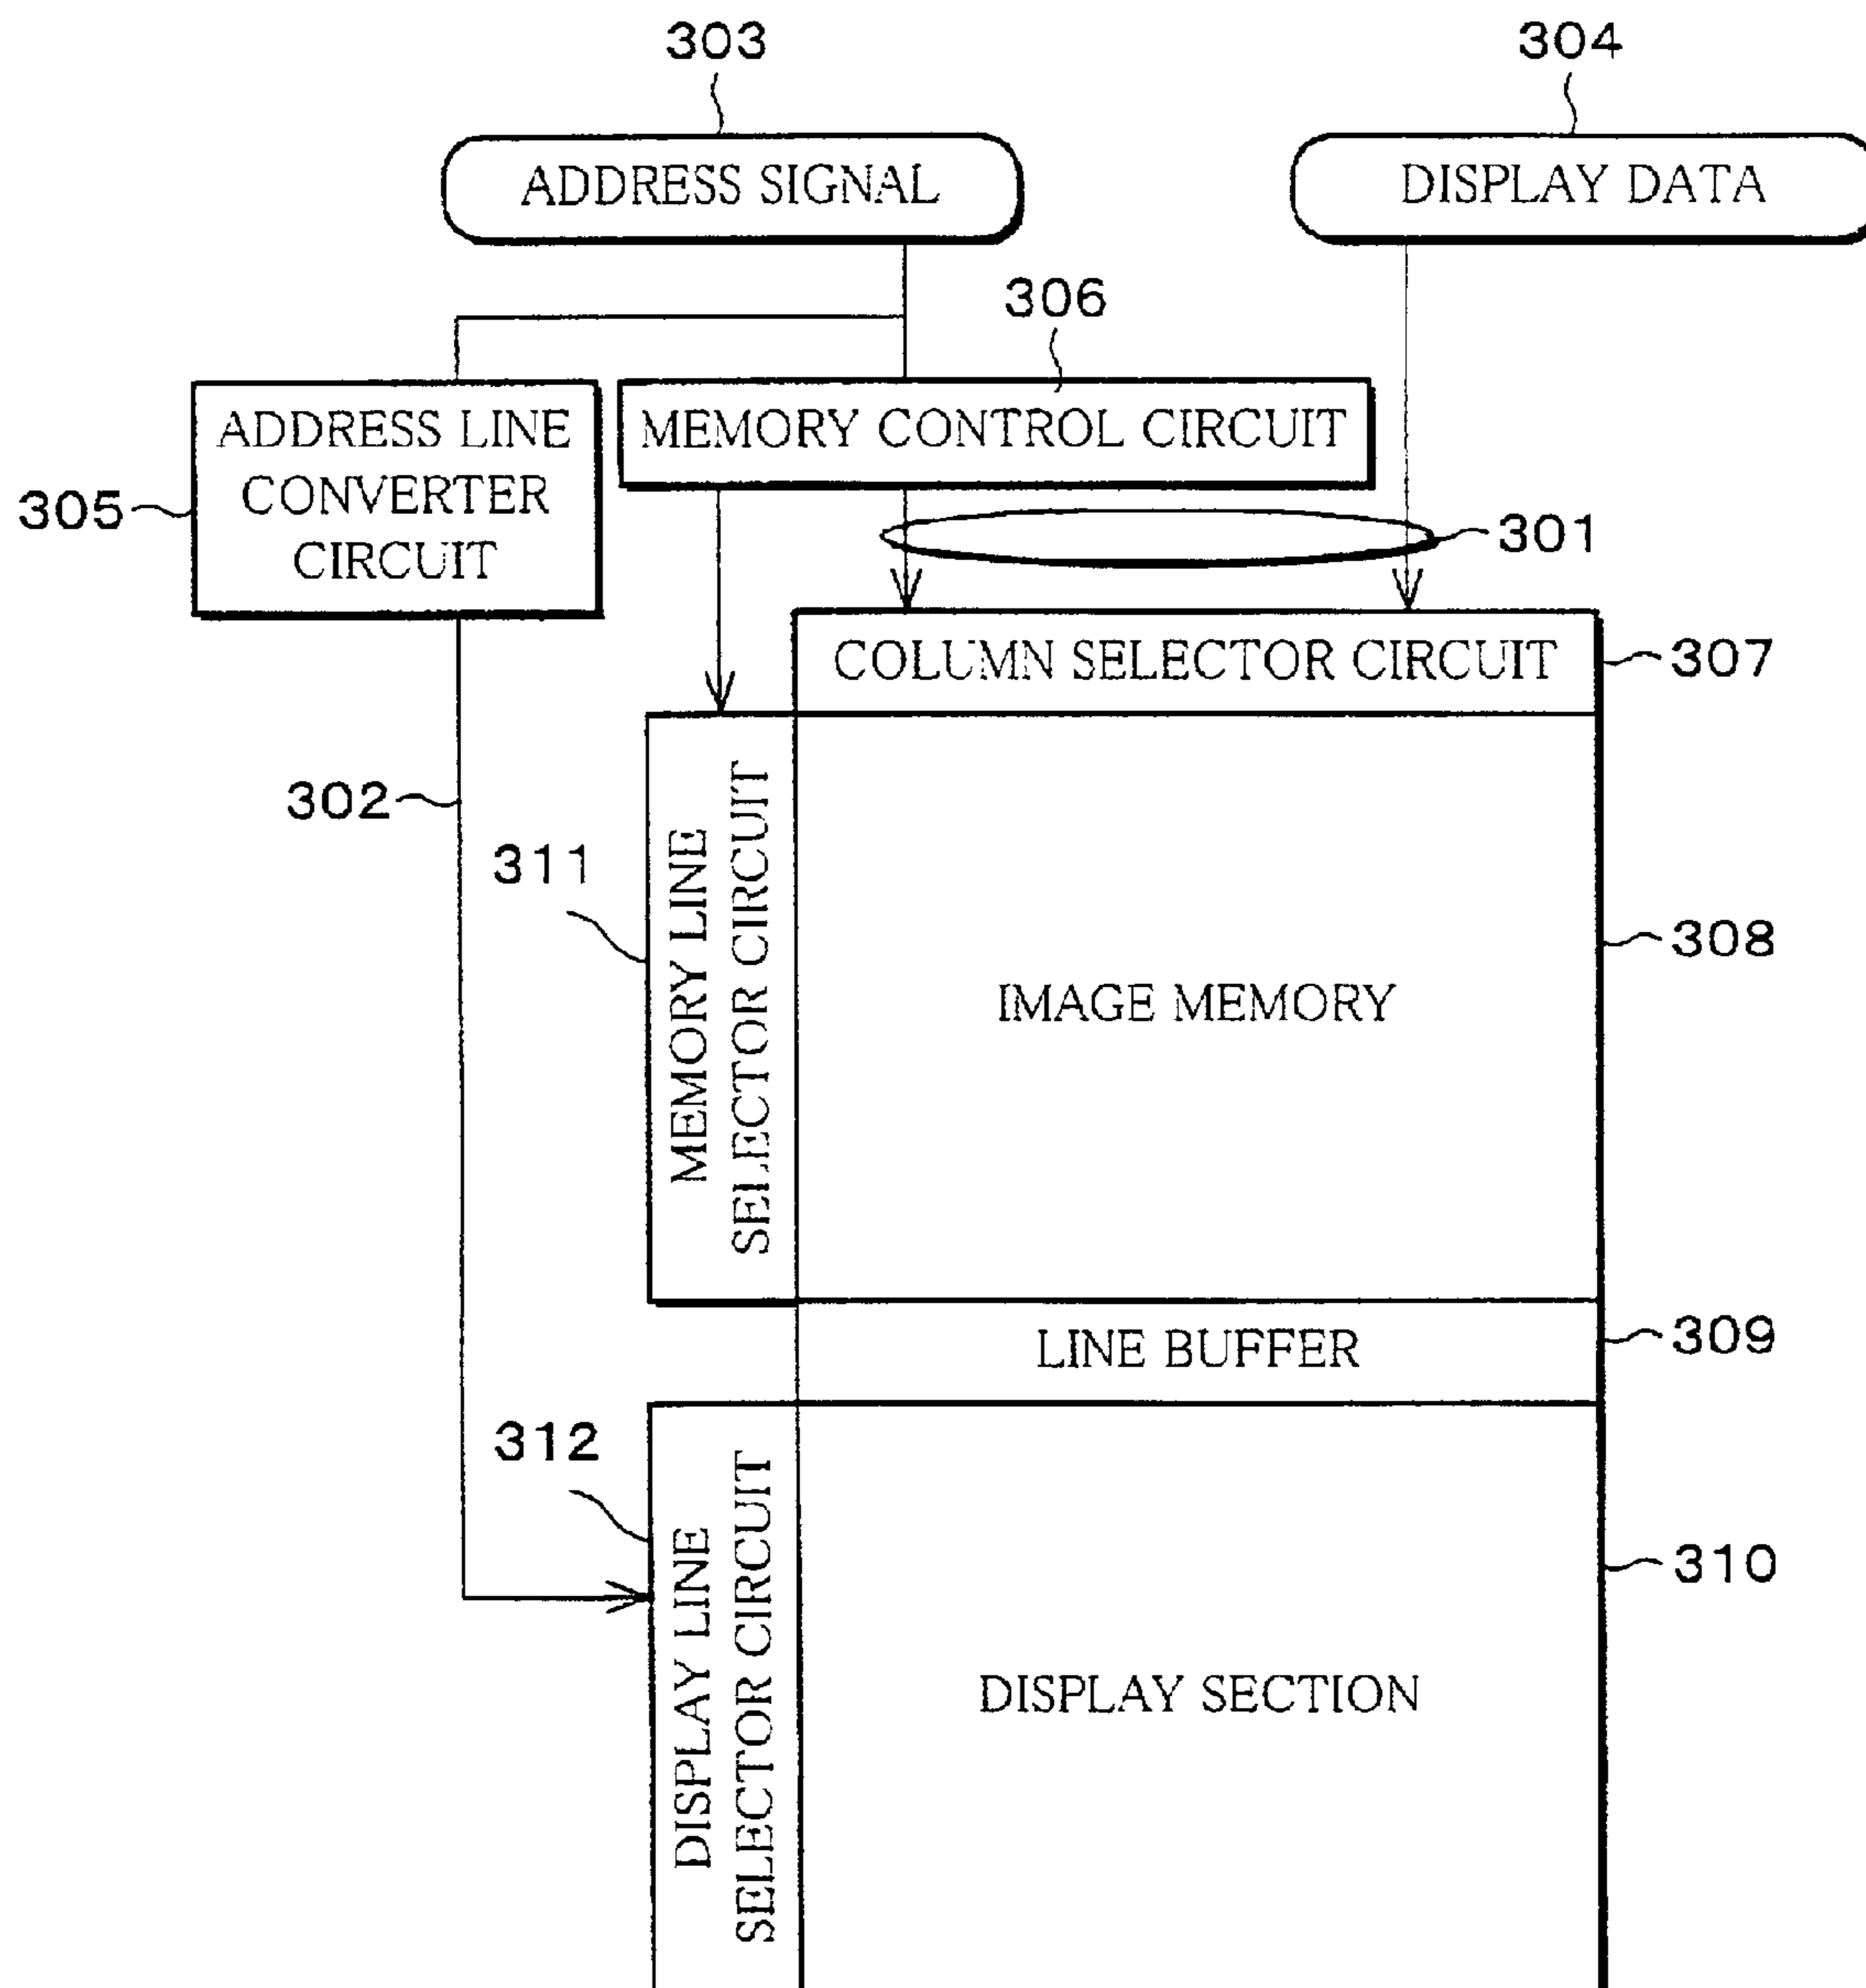 303
304
ADDRESS SIGNAL
DISPLAY DATA
306
ADDRESS LINE
CONVERTER
CIRCUIT
MEMORY CONTROL CIRCUIT
305
301
COLUMN SELECTOR CIRCUIT
307
302
311
MEMORY LINE
SELECTOR CIRCUIT
IMAGE MEMORY
308
LINE BUFFER
309
312
DISPLAY LINE
SELECTOR CIRCUIT
310
DISPLAY SECTION